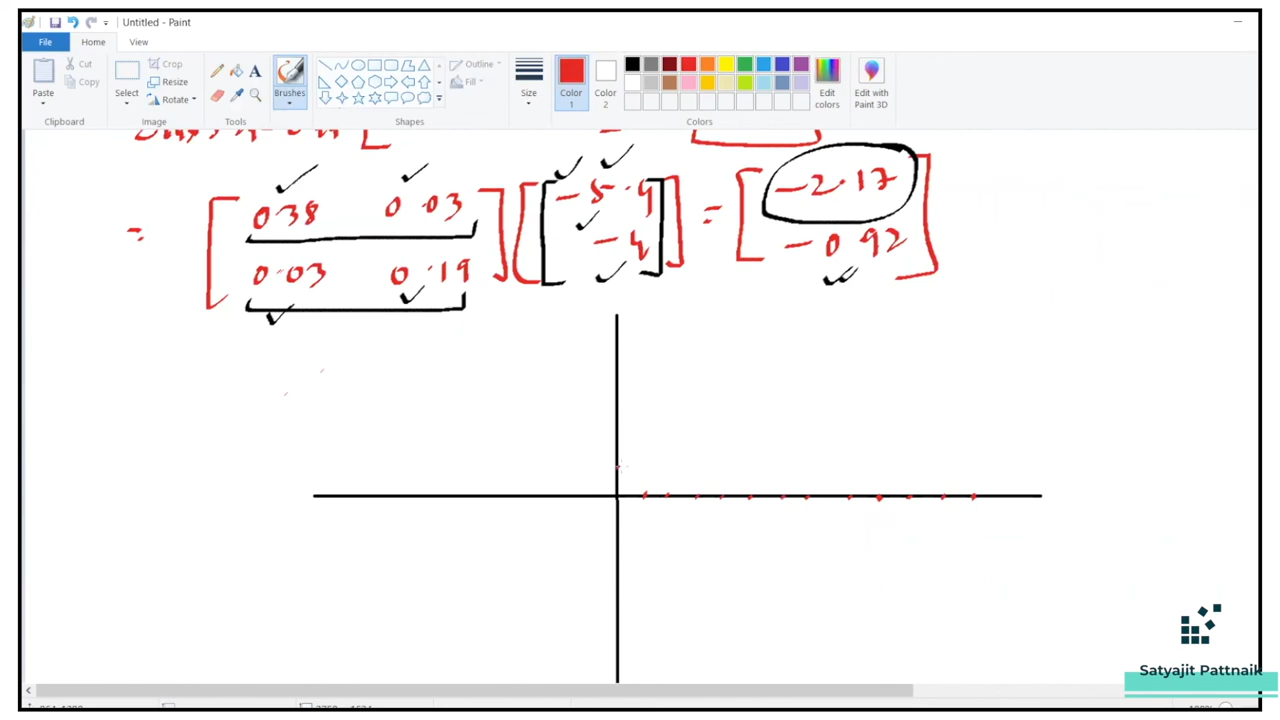 Untitled - Paint
File Home View
Paste
Cut
Copy
Clipboard
Select
Crop
Resize
Rotate
Image
A
Tools
Brushes
Outline
Fill
Shapes
Size
Color 1
Color 2
Edit colors
Edit with Paint 3D
Colors
0.38 0.03 -5.9 = -2.17
= 0.03 0.19 -4 -0.92
Satyajit Pattnaik